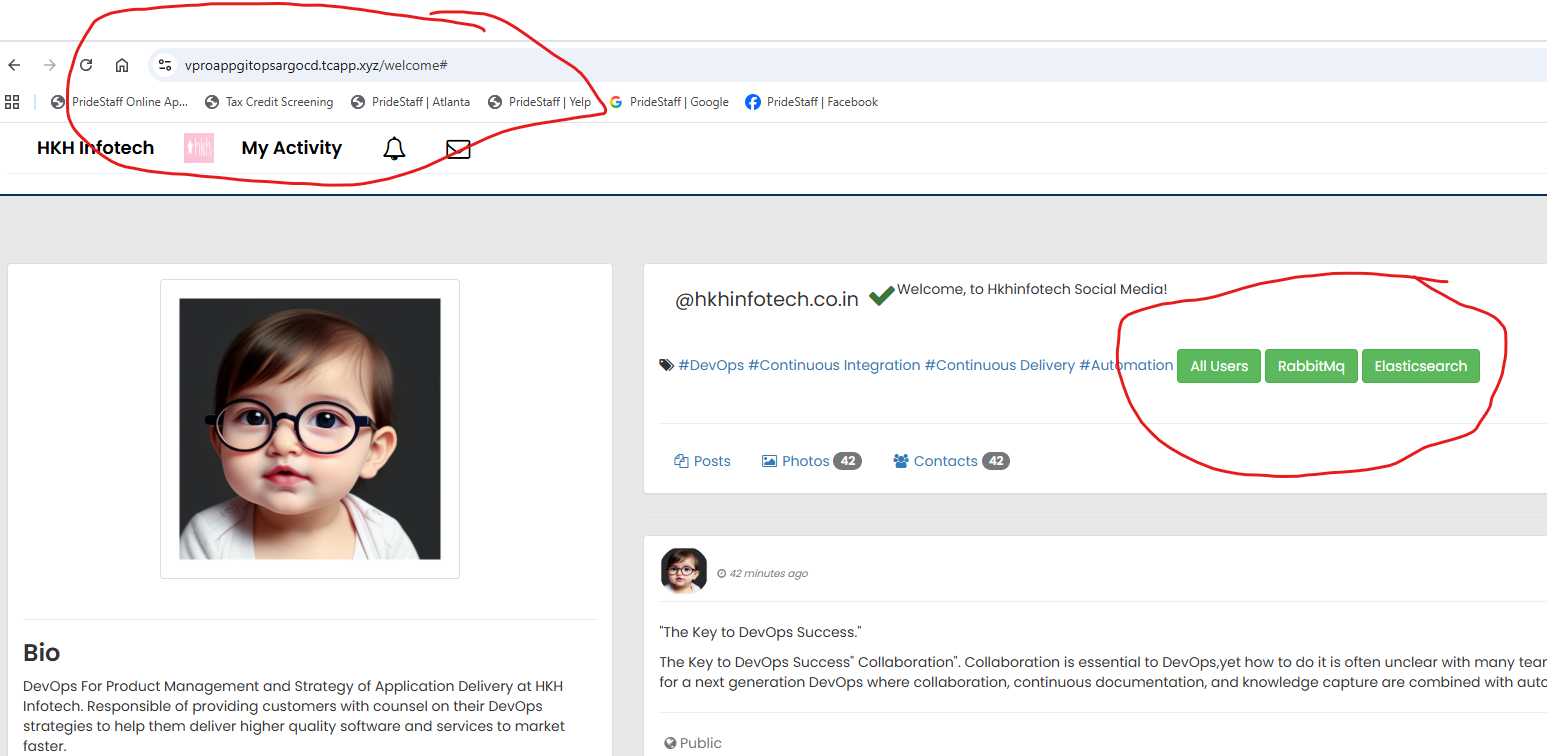 vproappgitopsargocd.tcapp.xyz/welcome#
PrideStaff Online Ap... Tax Credit Screening PrideStaff | Atlanta PrideStaff | Yelp PrideStaff | Google PrideStaff | Facebook
HKH Infotech hkh My Activity
@hkhinfotech.co.in Welcome, to Hkhinfotech Social Media!
#DevOps #Continuous Integration #Continuous Delivery #Automation All Users RabbitMq Elasticsearch
Posts Photos 42 Contacts 42
42 minutes ago
"The Key to DevOps Success."
The Key to DevOps Success" Collaboration". Collaboration is essential to DevOps,yet how to do it is often unclear with many tear
for a next generation DevOps where collaboration, continuous documentation, and knowledge capture are combined with auto
Public
Bio
DevOps For Product Management and Strategy of Application Delivery at HKH
Infotech. Responsible of providing customers with counsel on their DevOps
strategies to help them deliver higher quality software and services to market
faster.